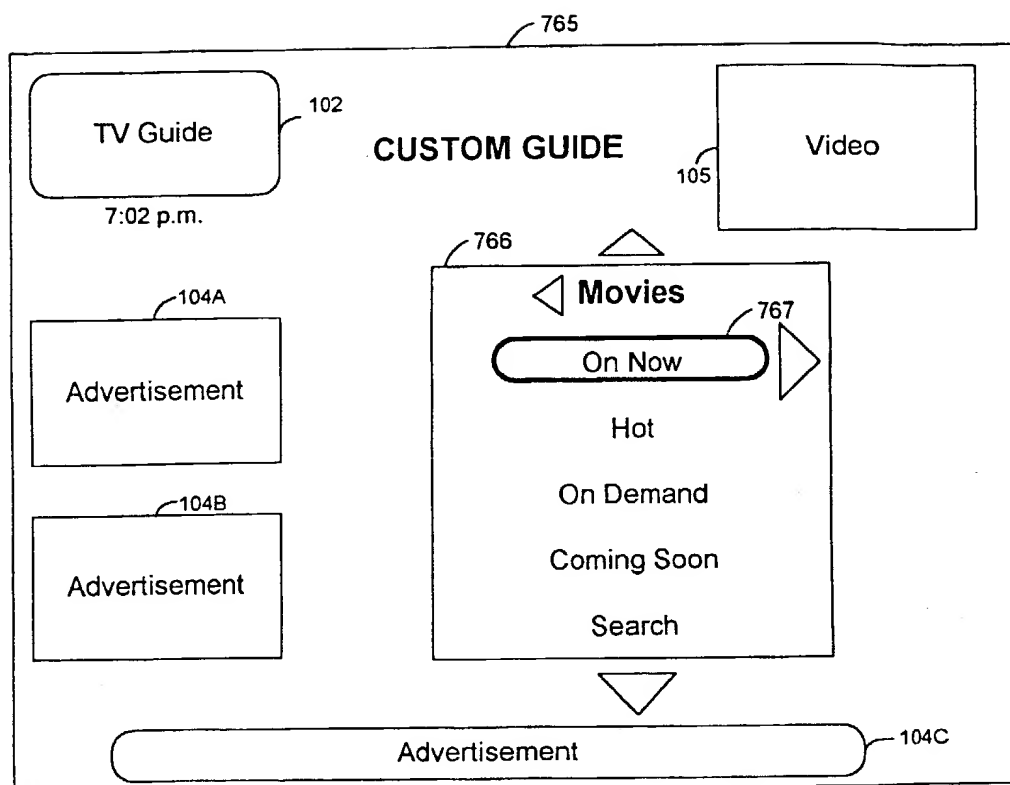 765
TV Guide
102
CUSTOM GUIDE
Video
105
7:02 p.m.
766
Movies
767
On Now
Hot
On Demand
Coming Soon
Search
104A
Advertisement
104B
Advertisement
Advertisement
104C